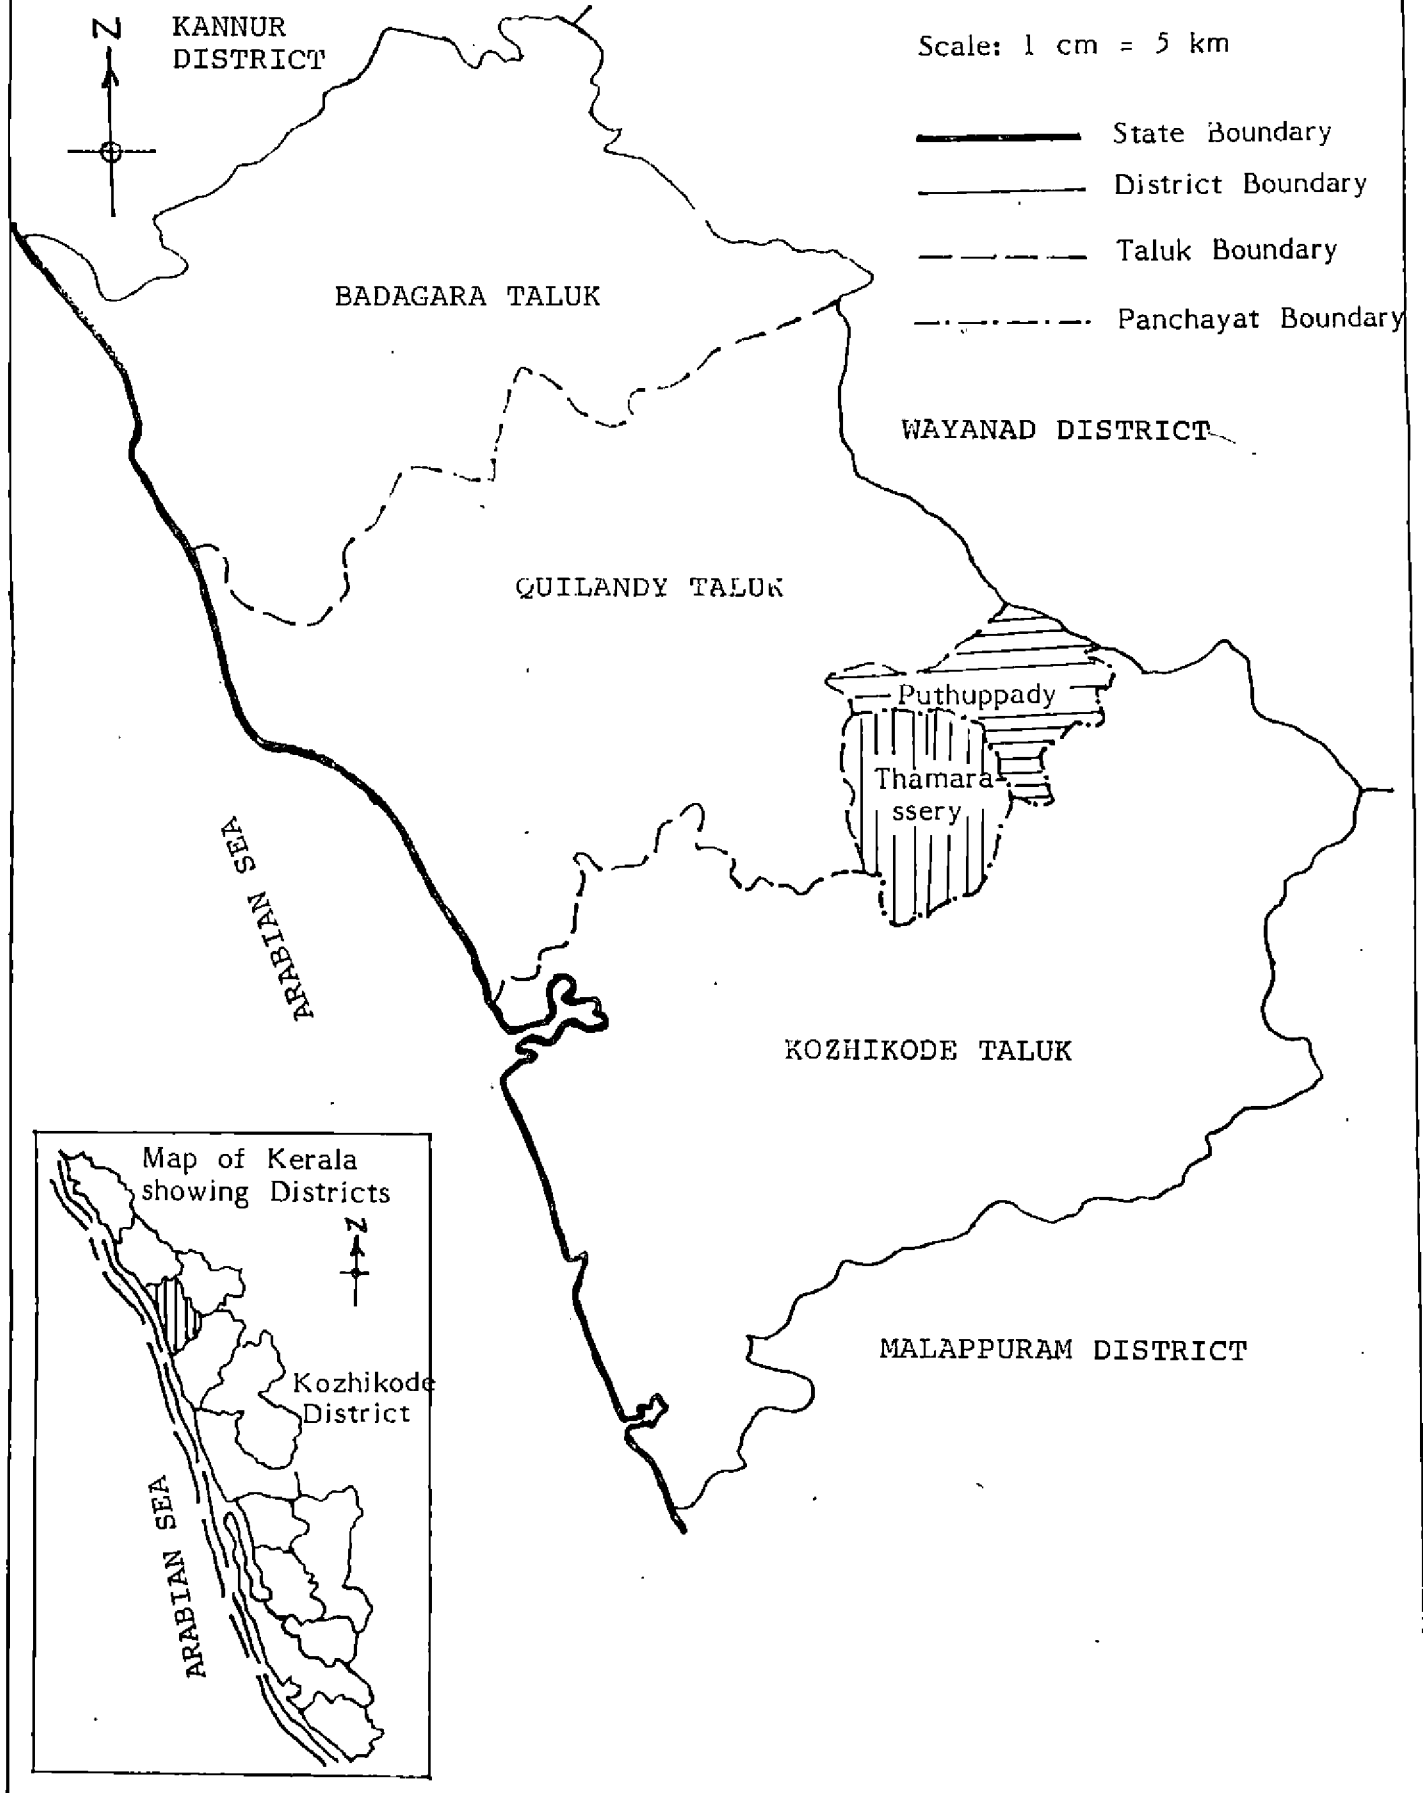 N
KANNUR
DISTRICT
Scale: 1 cm = 5 km
State Boundary
District Boundary
Taluk Boundary
Panchayat Boundary
BADAGARA TALUK
WAYANAD DISTRICT
QUILANDY TALUK
Puthuppady
Thamara-
ssery
ARABIAN SEA
KOZHIKODE TALUK
Map of Kerala
showing Districts
N
MALAPPURAM DISTRICT
Kozhikode
District
ARABIAN SEA